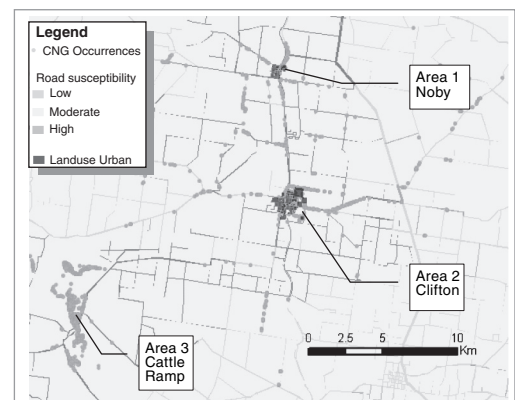 Legend
CNG Occurrences
Road susceptibility
Low
Moderate
High
Landuse Urban
Area 1
Noby
Area 2
Clifton
Area 3
Cattle
Ramp
0 2.5 5 10
Km